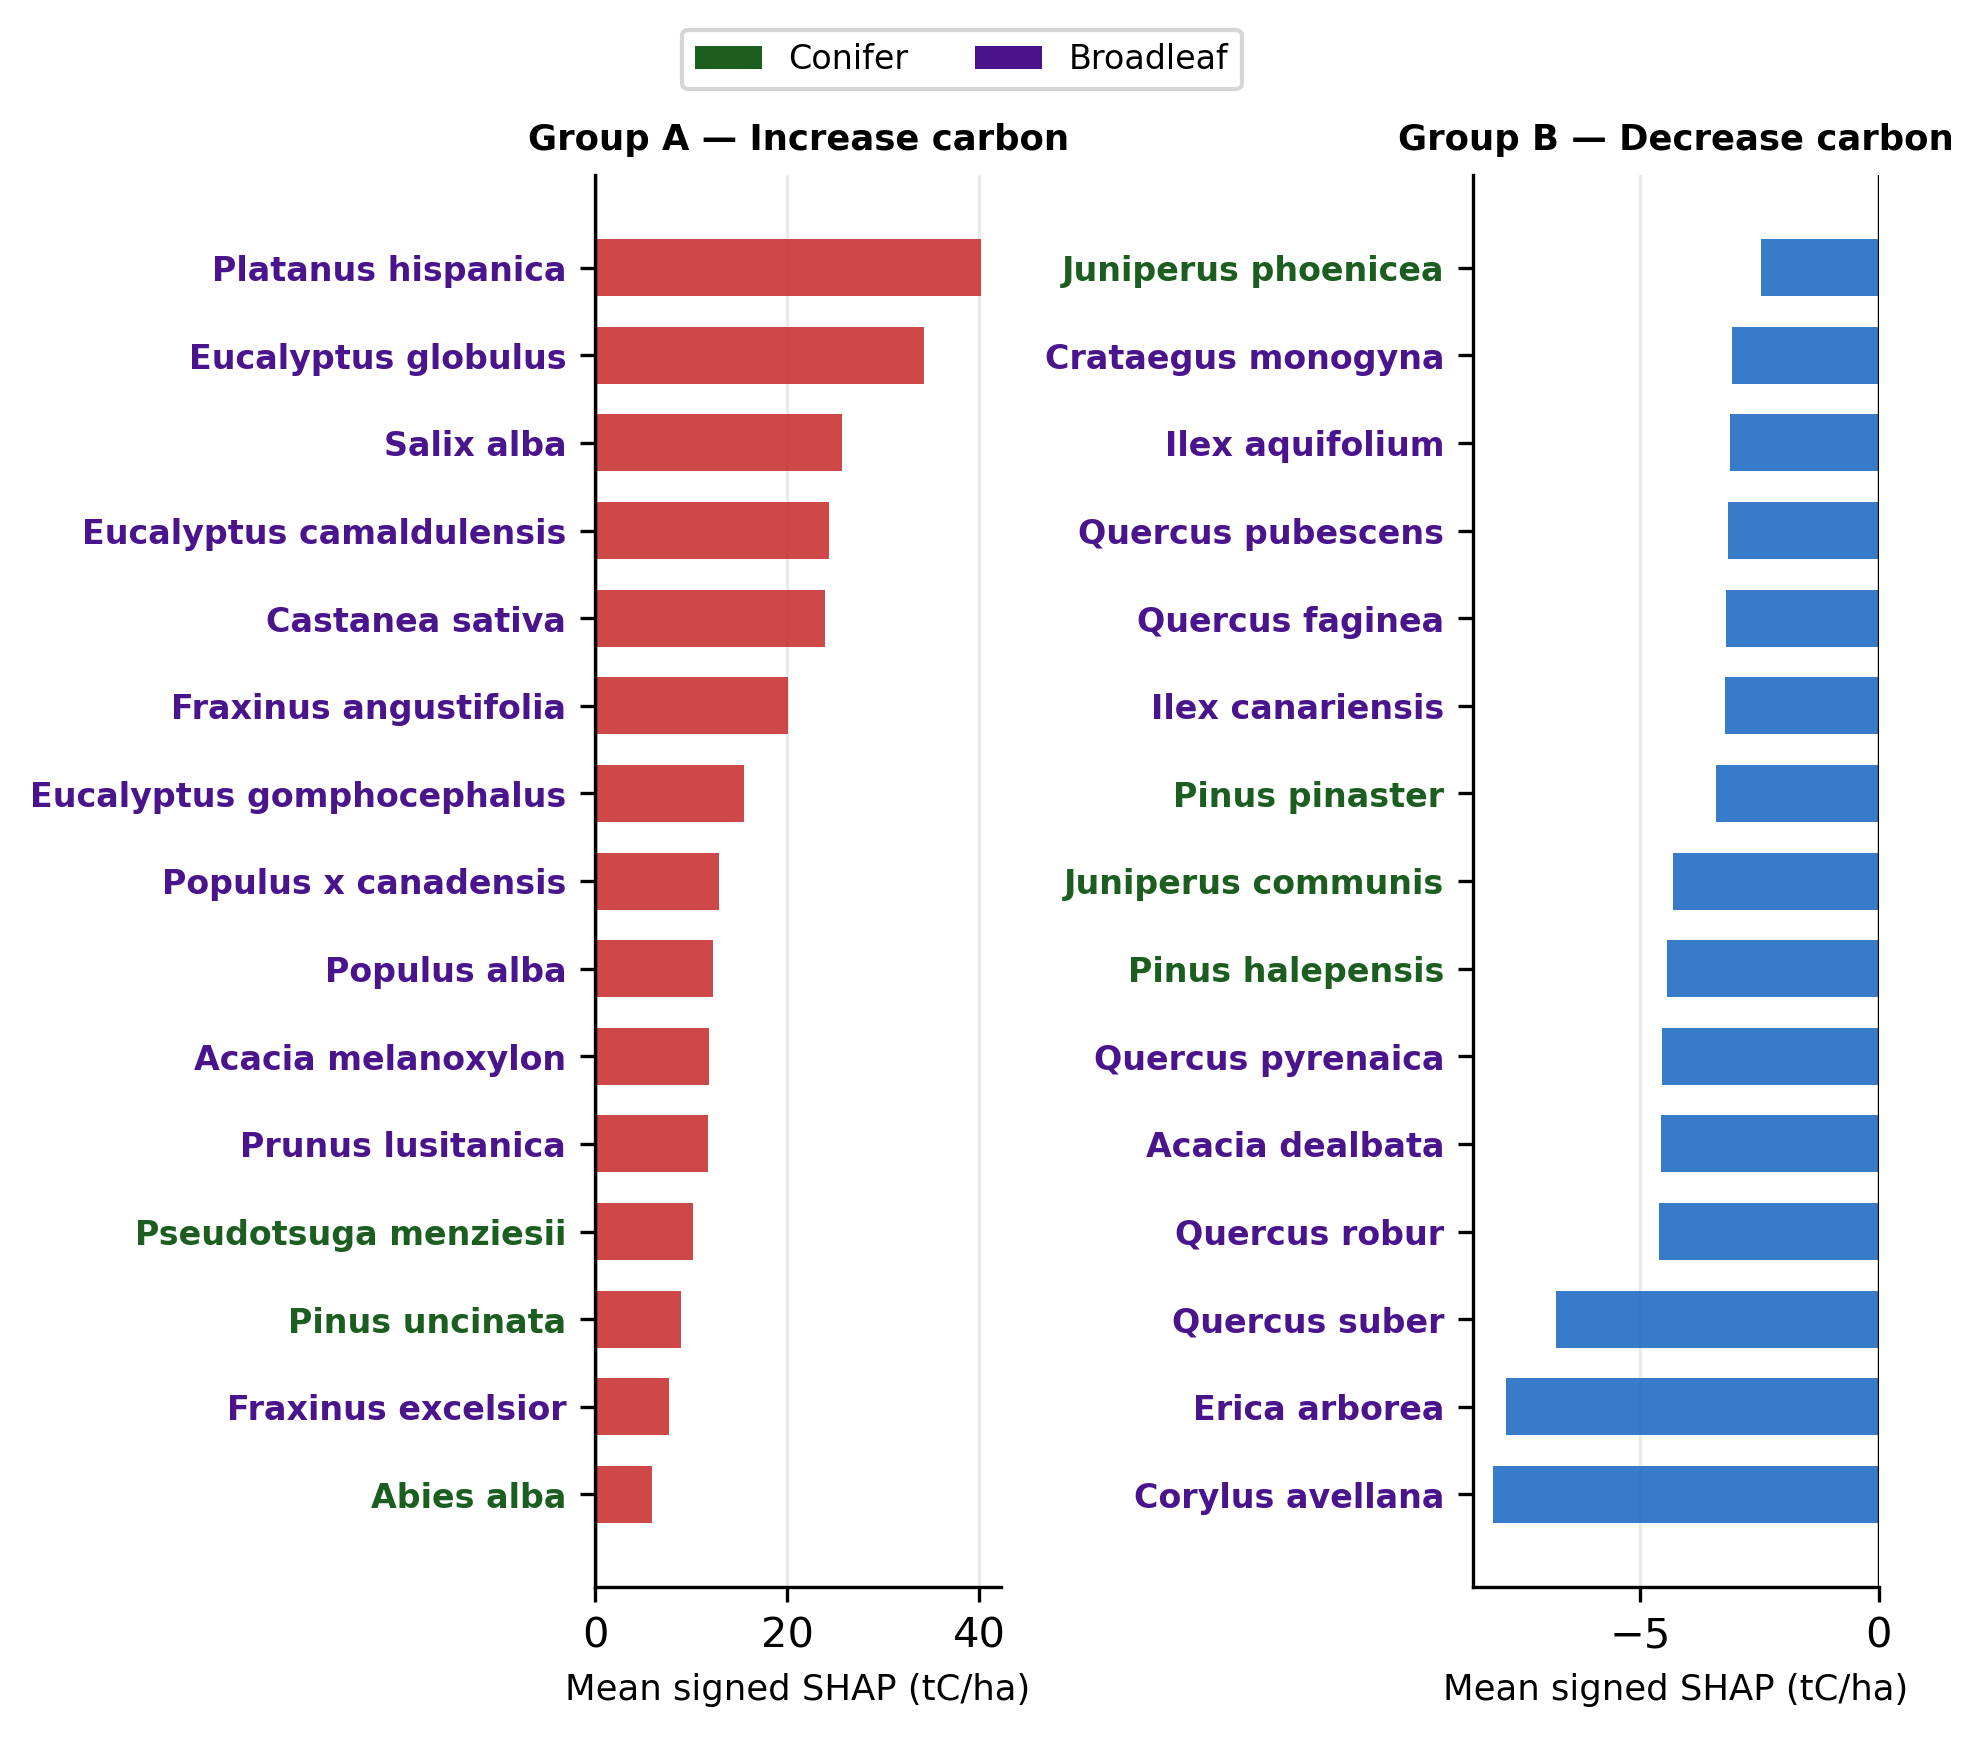 Conifer Broadleaf
Group A — Increase carbon
Platanus hispanica
Eucalyptus globulus
Salix alba
Eucalyptus camaldulensis
Castanea sativa
Fraxinus angustifolia
Eucalyptus gomphocephalus
Populus x canadensis
Populus alba
Acacia melanoxylon
Prunus lusitanica
Pseudotsuga menziesii
Pinus uncinata
Fraxinus excelsior
Abies alba
0 20 40
Mean signed SHAP (tC/ha)
Group B — Decrease carbon
Juniperus phoenicea
Crataegus monogyna
Ilex aquifolium
Quercus pubescens
Quercus faginea
Ilex canariensis
Pinus pinaster
Juniperus communis
Pinus halepensis
Quercus pyrenaica
Acacia dealbata
Quercus robur
Quercus suber
Erica arborea
Corylus avellana
−5 0
Mean signed SHAP (tC/ha)